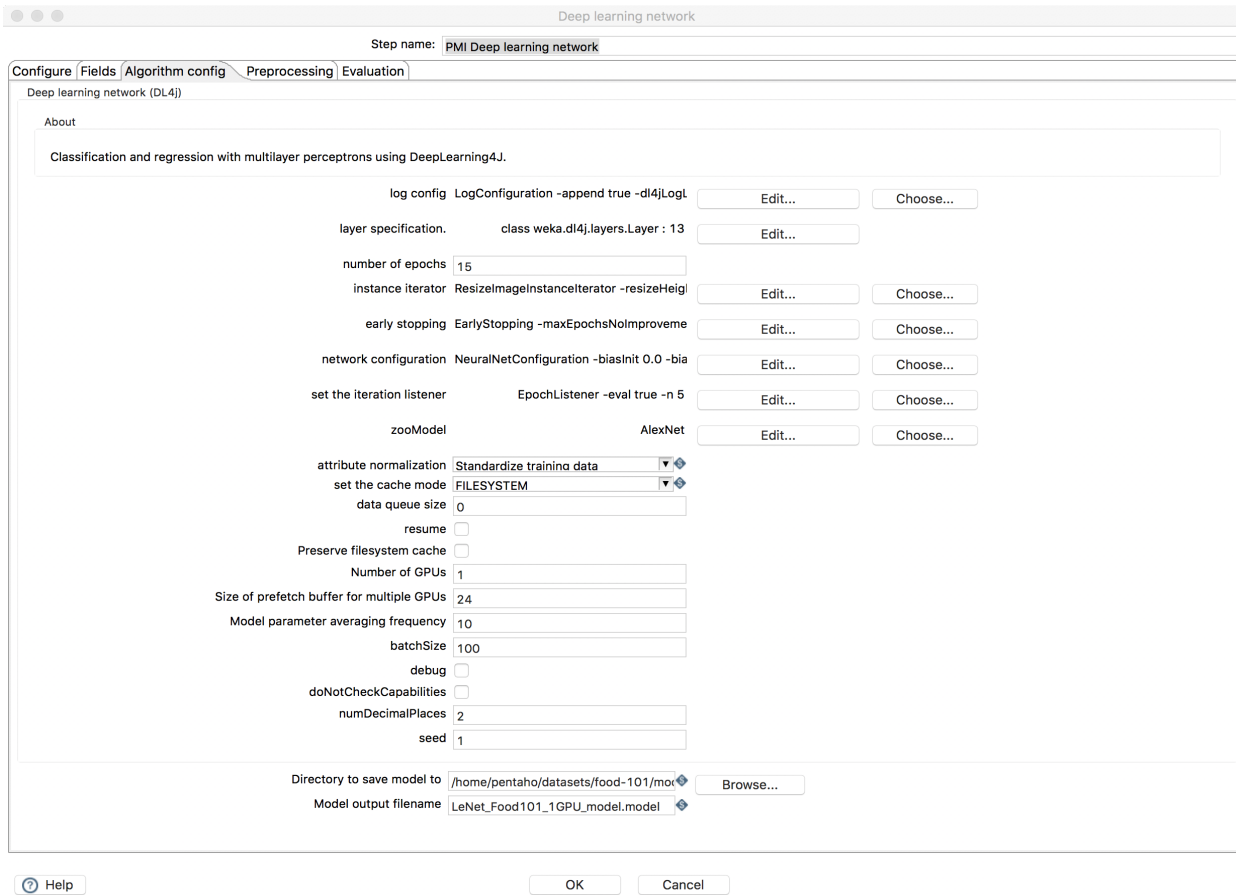 Deep learning network
Step name: PMI Deep learning network
Configure Fields Algorithm config Preprocessing Evaluation
Deep learning network (DL4j)
About
Classification and regression with multilayer perceptrons using DeepLearning4J.
log config LogConfiguration -append true -dl4jLogL Edit... Choose...
layer specification. class weka.dl4j.layers.Layer : 13 Edit...
number of epochs 15
instance iterator ResizeImageInstanceIterator -resizeHeigl Edit... Choose...
early stopping EarlyStopping -maxEpochsNoImproveme Edit... Choose...
network configuration NeuralNetConfiguration -biasInit 0.0 -bia Edit... Choose...
set the iteration listener EpochListener -eval true -n 5 Edit... Choose...
zooModel AlexNet Edit... Choose...
attribute normalization Standardize training data
set the cache mode FILESYSTEM
data queue size 0
resume
Preserve filesystem cache
Number of GPUs 1
Size of prefetch buffer for multiple GPUs 24
Model parameter averaging frequency 10
batchSize 100
debug
doNotCheckCapabilities
numDecimalPlaces 2
seed 1
Directory to save model to /home/pentaho/datasets/food-101/mo Browse...
Model output filename LeNet_Food101_1GPU_model.model
Help OK Cancel